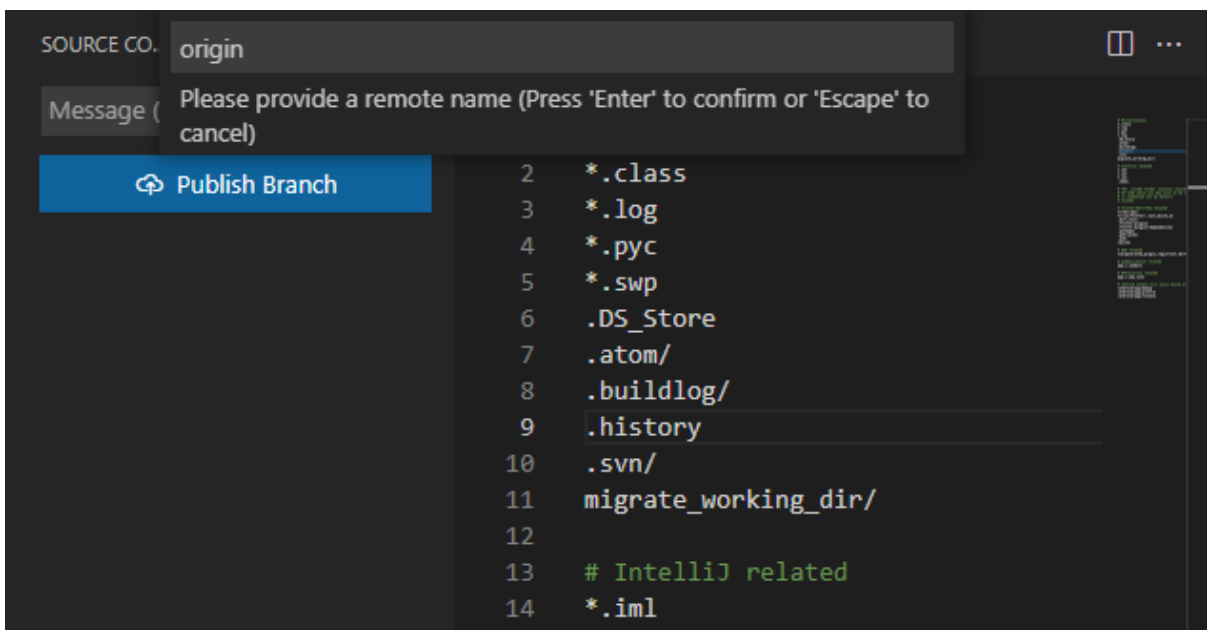 SOURCE CO..
origin
Message (
Please provide a remote name (Press 'Enter' to confirm or 'Escape' to
cancel)
Publish Branch
2 *.class
3 *.log
4 *.pyc
5 *.swp
6 .DS_Store
7 .atom/
8 .buildlog/
9 .history
10 .svn/
11 migrate_working_dir/
12
13 # IntelliJ related
14 *.iml